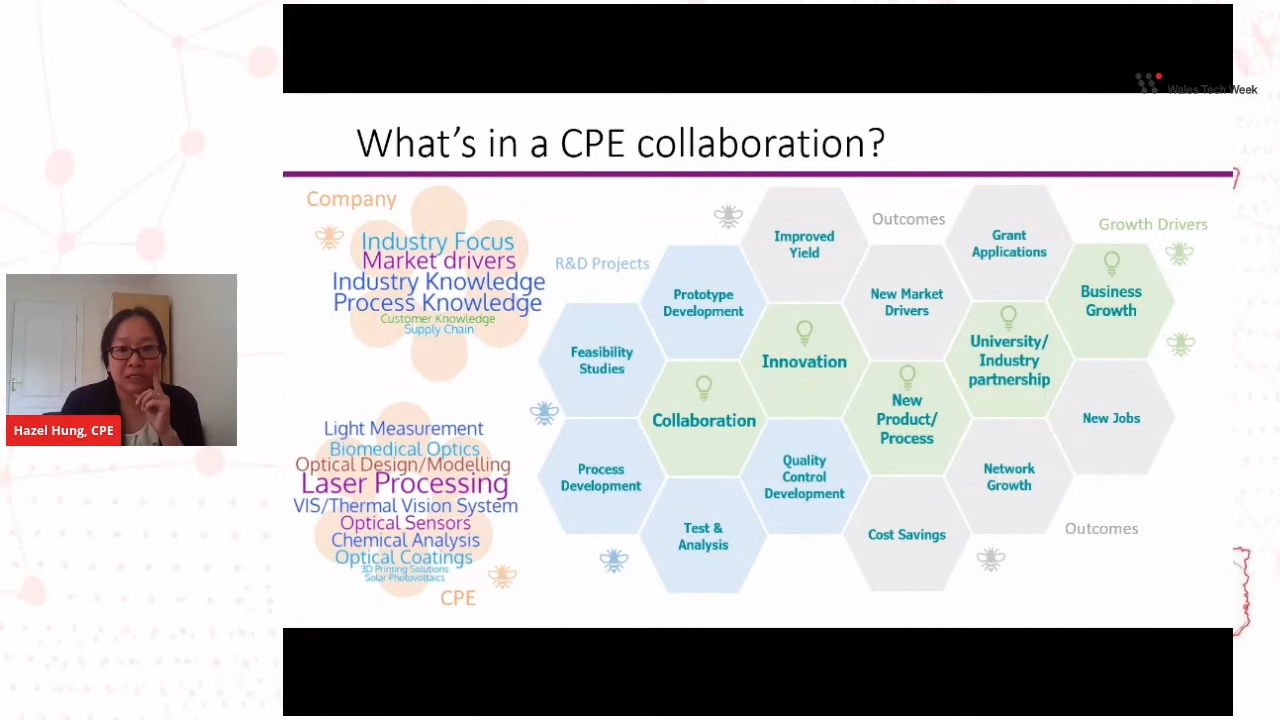 Wales Tech Week
What's in a CPE collaboration?
Company
Industry Focus
Market drivers
Industry Knowledge
Process Knowledge
Customer Knowledge
Supply Chain
Light Measurement
Biomedical Optics
Optical Design/Modelling
Laser Processing
VIS/Thermal Vision System
Optical Sensors
Chemical Analysis
Optical Coatings
3D Printing Solutions
Solar Photovoltaics
CPE
R&D Projects
Feasibility
Studies
Process
Development
Prototype
Development
Collaboration
Test &
Analysis
Improved
Yield
Innovation
Quality
Control
Development
Outcomes
New Market
Drivers
New
Product/
Process
Cost Savings
Grant
Applications
University/
Industry
partnership
Network
Growth
Growth Drivers
Business
Growth
New Jobs
Outcomes
Hazel Hung, CPE